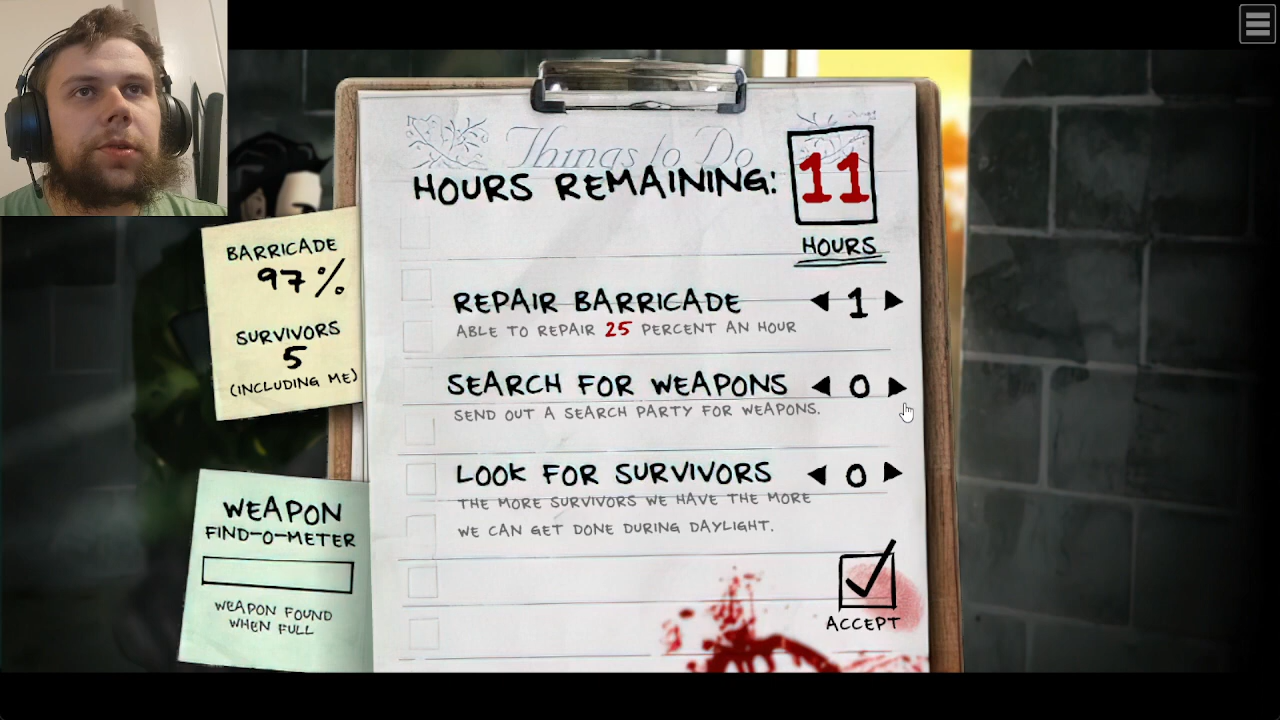 Things to Do
HOURS REMAINING: 11
HOURS
BARRICADE
97%
SURVIVORS
5
(INCLUDING ME)
REPAIR BARRICADE 1
ABLE TO REPAIR 25 PERCENT AN HOUR
SEARCH FOR WEAPONS 0
SEND OUT A SEARCH PARTY FOR WEAPONS.
LOOK FOR SURVIVORS 0
THE MORE SURVIVORS WE HAVE THE MORE
WE CAN GET DONE DURING DAYLIGHT.
WEAPON
FIND-O-METER
WEAPON FOUND
WHEN FULL
ACCEPT